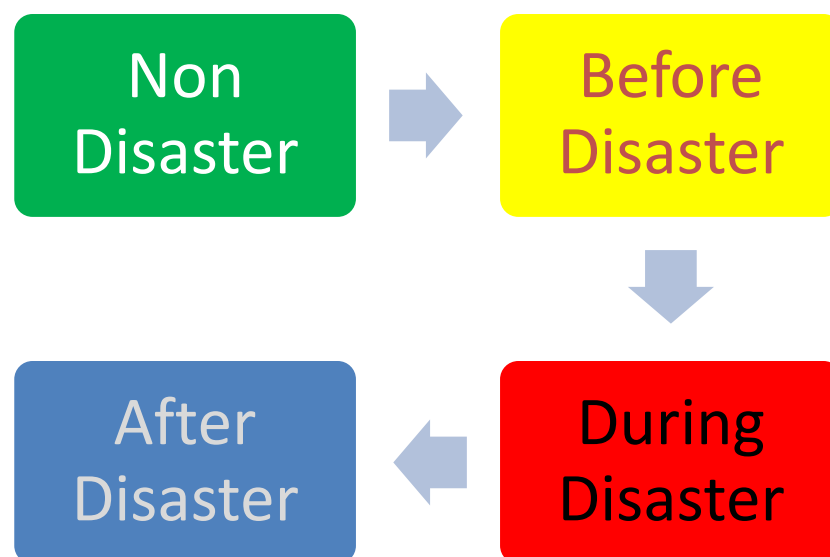 Non
Disaster
Before
Disaster
During
Disaster
After
Disaster